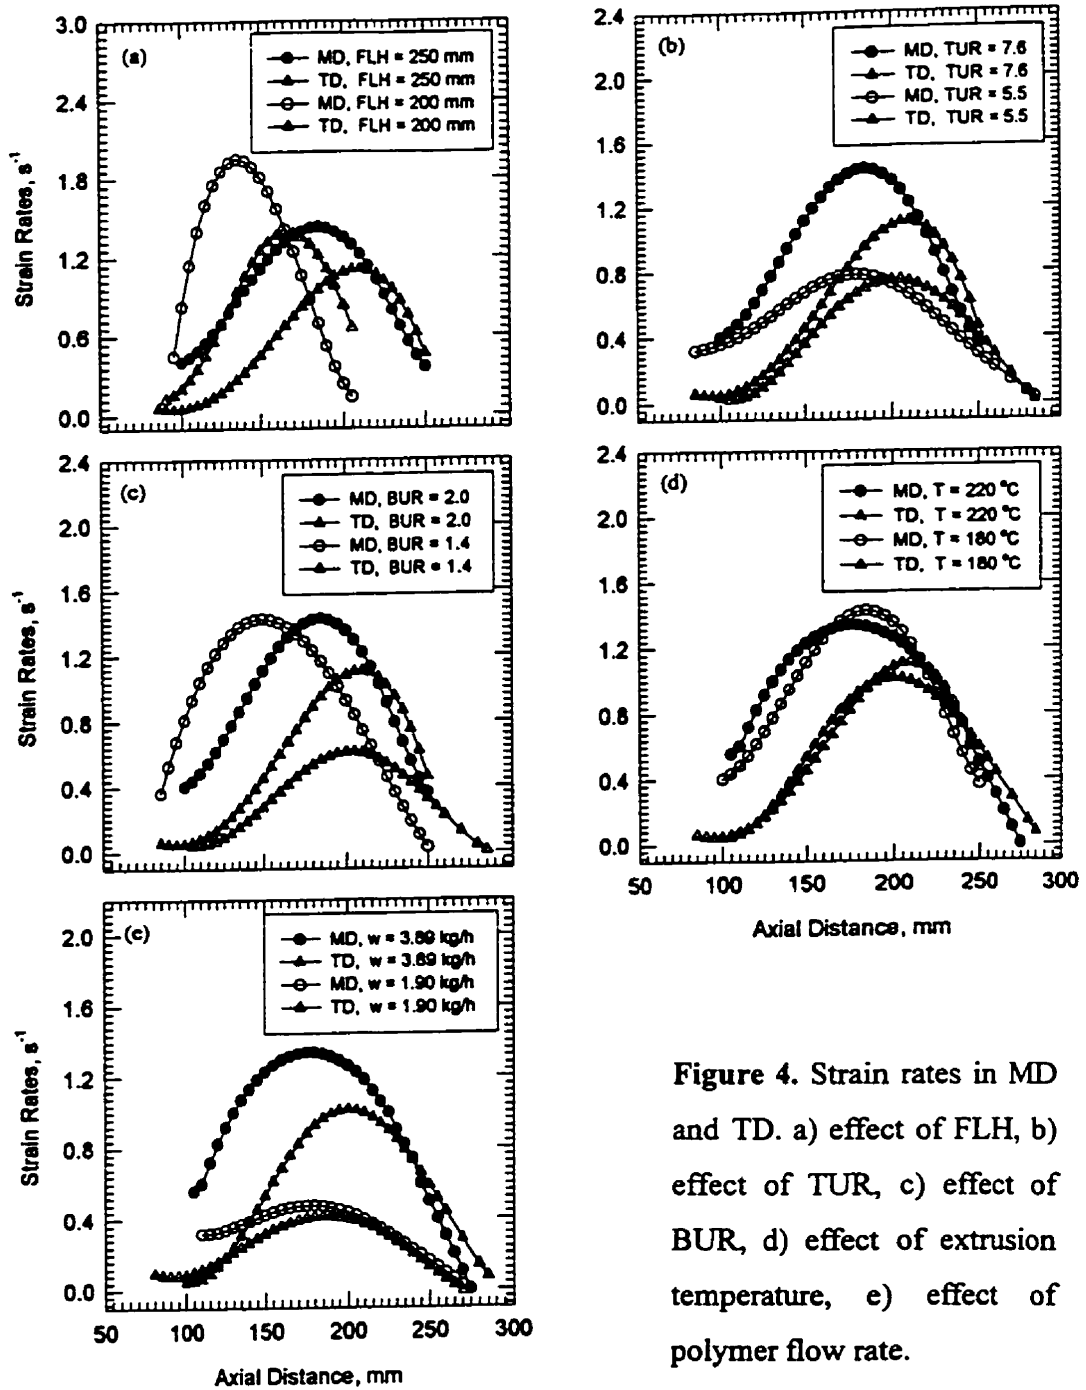 3.0
2.4
1.8
1.2
0.6
0.0
Strain Rates, s⁻¹
(a)
MD, FLH = 250 mm
TD, FLH = 250 mm
MD, FLH = 200 mm
TD, FLH = 200 mm
2.4
2.0
1.6
1.2
0.8
0.4
0.0
(b)
MD, TUR = 7.6
TD, TUR = 7.6
MD, TUR = 5.5
TD, TUR = 5.5
2.4
2.0
1.6
1.2
0.8
0.4
0.0
Strain Rates, s⁻¹
(c)
MD, BUR = 2.0
TD, BUR = 2.0
MD, BUR = 1.4
TD, BUR = 1.4
2.4
2.0
1.6
1.2
0.8
0.4
0.0
(d)
MD, T = 220 °C
TD, T = 220 °C
MD, T = 180 °C
TD, T = 180 °C
50 100 150 200 250 300
Axial Distance, mm
2.0
1.6
1.2
0.8
0.4
0.0
Strain Rates, s⁻¹
(e)
MD, w = 3.89 kg/h
TD, w = 3.89 kg/h
MD, w = 1.90 kg/h
TD, w = 1.90 kg/h
50 100 150 200 250 300
Axial Distance, mm
Figure 4. Strain rates in MD
and TD. a) effect of FLH, b)
effect of TUR, c) effect of
BUR, d) effect of extrusion
temperature, e) effect of
polymer flow rate.